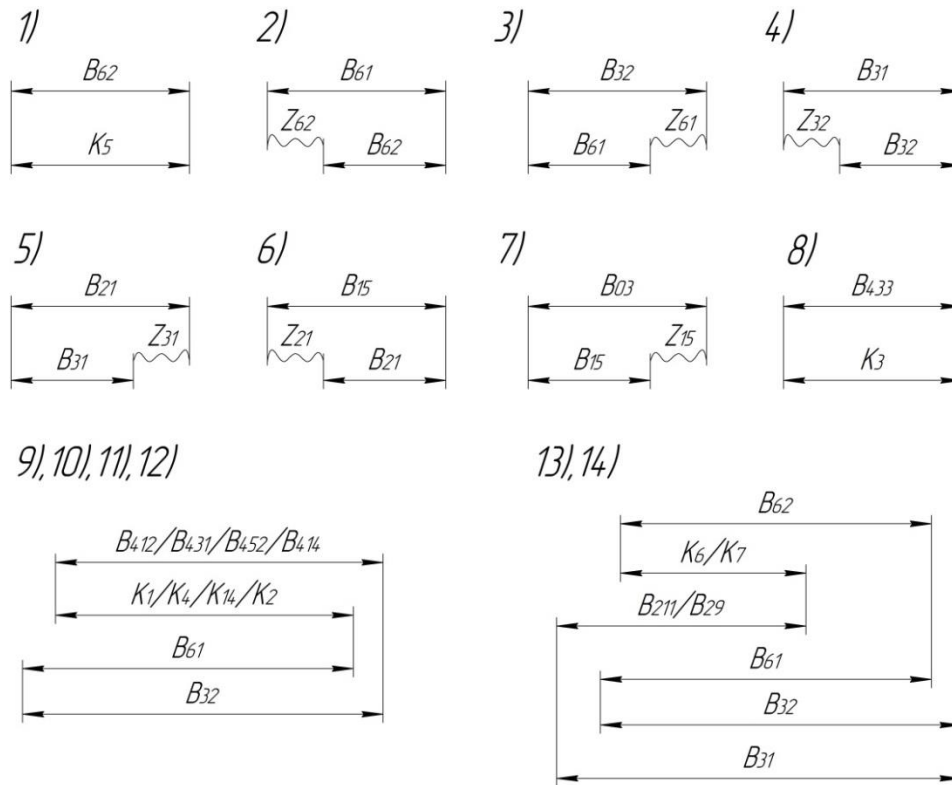 1) 2) 3) 4)
B62 B61 B32 B31
Z62 Z61 Z32
K5 B62 B61 B32
5) 6) 7) 8)
B21 B15 B03 B433
Z31 Z21 Z15
B31 B21 B15 K3
9), 10), 11), 12) 13), 14)
B62
B412/B431/B452/B414
K6/K7
K1/K4/K14/K2
B211/B29
B61
B61
B32
B32
B31